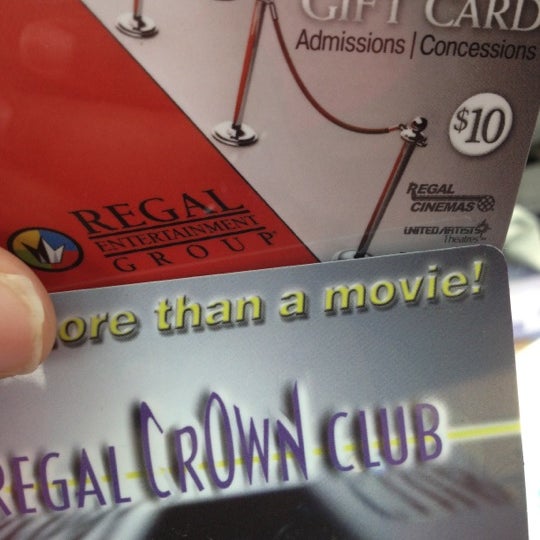 GIFT CARD
Admissions | Concessions
$10
REGAL
CINEMAS
UNITED ARTISTS
Theatres
REGAL
ENTERTAINMENT
GROUP
ore than a movie!
REGAL CROWN CLUB